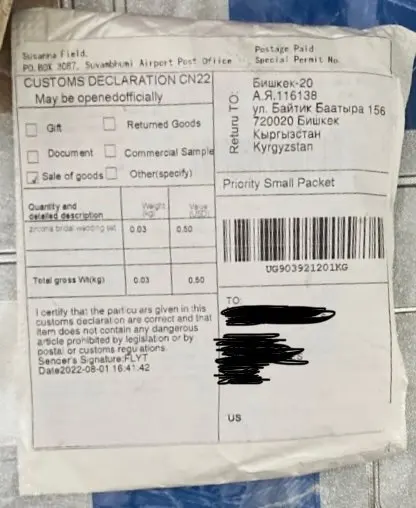 Susanna Field.
PO BOX 3087. Suvarnbhumi Airport Post Office
Postage Paid
Special Permit No.
CUSTOMS DECLARATION CN22
May be openedofficially
Gift
Returned Goods
Document
Commercial Sample
Sale of goods
Other(specify)
Quantity and
detailed description
Weight
(kg)
Value
(USD)
zircons bridal wedding set
0.03
0.50
Total gross Wt(kg)
0.03
0.50
I certify that the particulars given in this
customs declaration are correct and that
item does not contain any dangerous
article prohibited by legislation or by
postal or customs regulations
Sender's Signature:FLYT
Date2022-08-01 16:41:42
Return TO:
Бишкек-20
А.Я.116138
ул. Байтик Баатыра 156
720020 Бишкек
Кыргызстан
Kyrgyzstan
Priority Small Packet
UG903921201KG
TO:
US